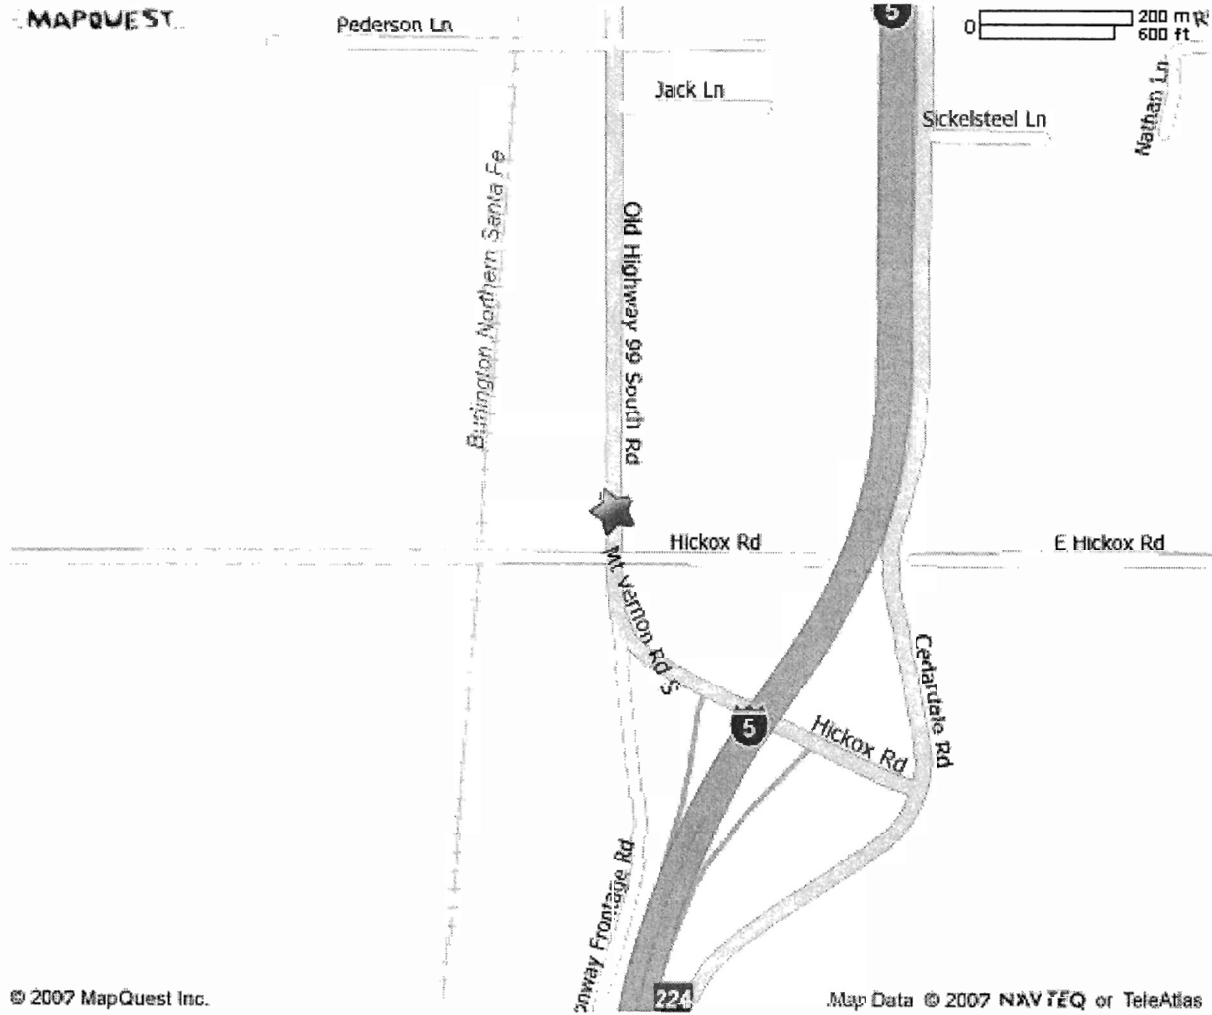 MAPQUEST
Pederson Ln
5
0
200 m
600 ft
Jack Ln
Nathan Ln
Sickelsteel Ln
Burlington Northern Santa Fe
Old Highway 99 South Rd
Hickox Rd
E Hickox Rd
Mt Vernon Rd S
Cedardale Rd
5
Hickox Rd
onway Frontage Rd
224
© 2007 MapQuest Inc.
Map Data © 2007 NAVTEQ or TeleAtlas